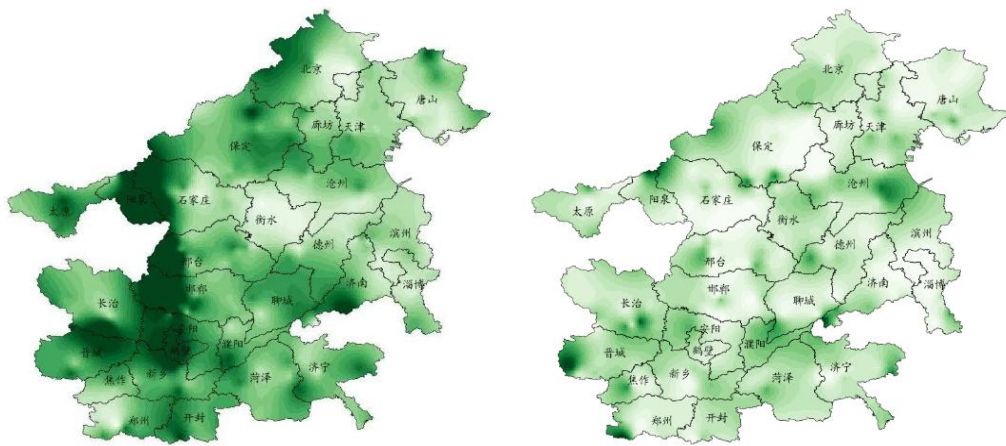 北京
唐山
廊坊
天津
保定
沧州
石家庄
阳泉
太原
衡水
德州
滨州
邢台
济南
淄博
邯郸
聊城
长治
安阳
鹤壁
濮阳
晋城
焦作
新乡
菏泽
济宁
郑州
开封
北京
唐山
廊坊
天津
保定
沧州
石家庄
阳泉
太原
衡水
德州
滨州
邢台
济南
淄博
邯郸
聊城
长治
安阳
鹤壁
濮阳
晋城
焦作
新乡
菏泽
济宁
郑州
开封